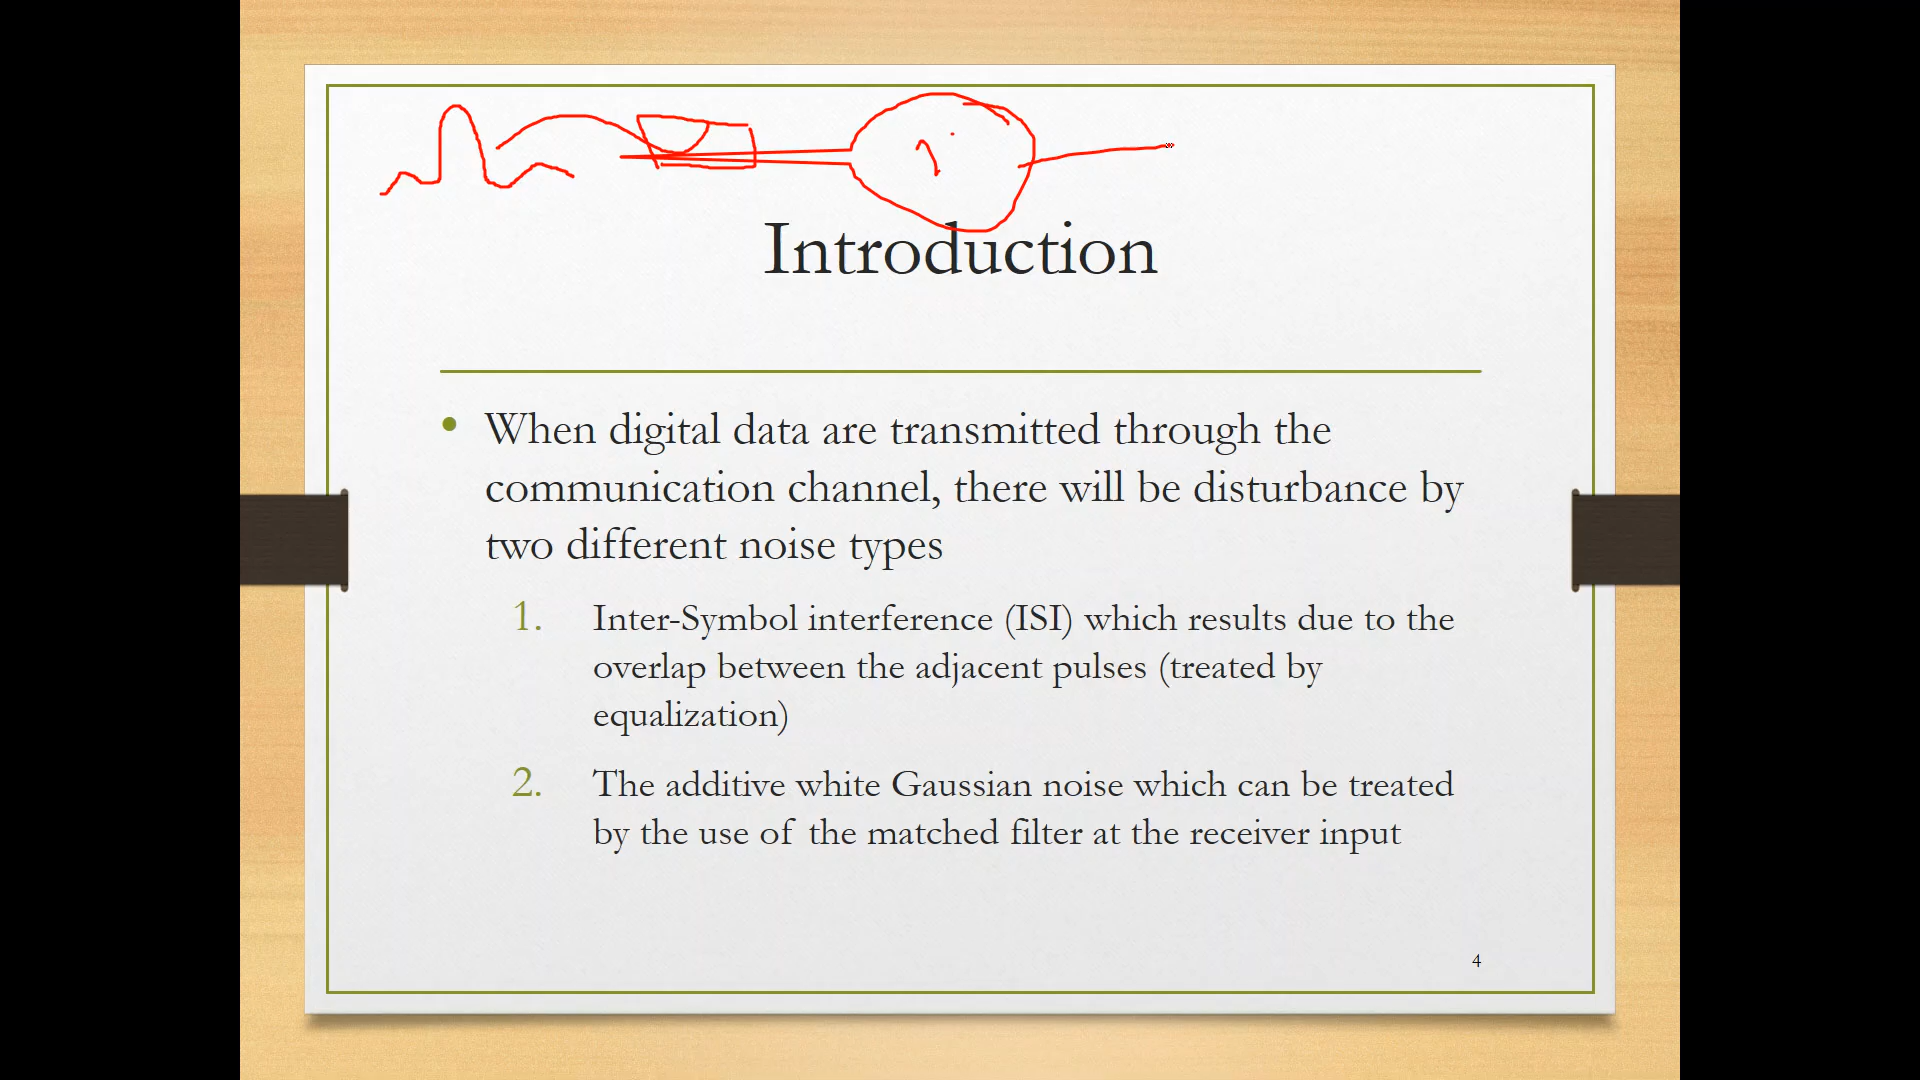 Introduction
• When digital data are transmitted through the
communication channel, there will be disturbance by
two different noise types
1. Inter-Symbol interference (ISI) which results due to the
overlap between the adjacent pulses (treated by
equalization)
2. The additive white Gaussian noise which can be treated
by the use of the matched filter at the receiver input
4